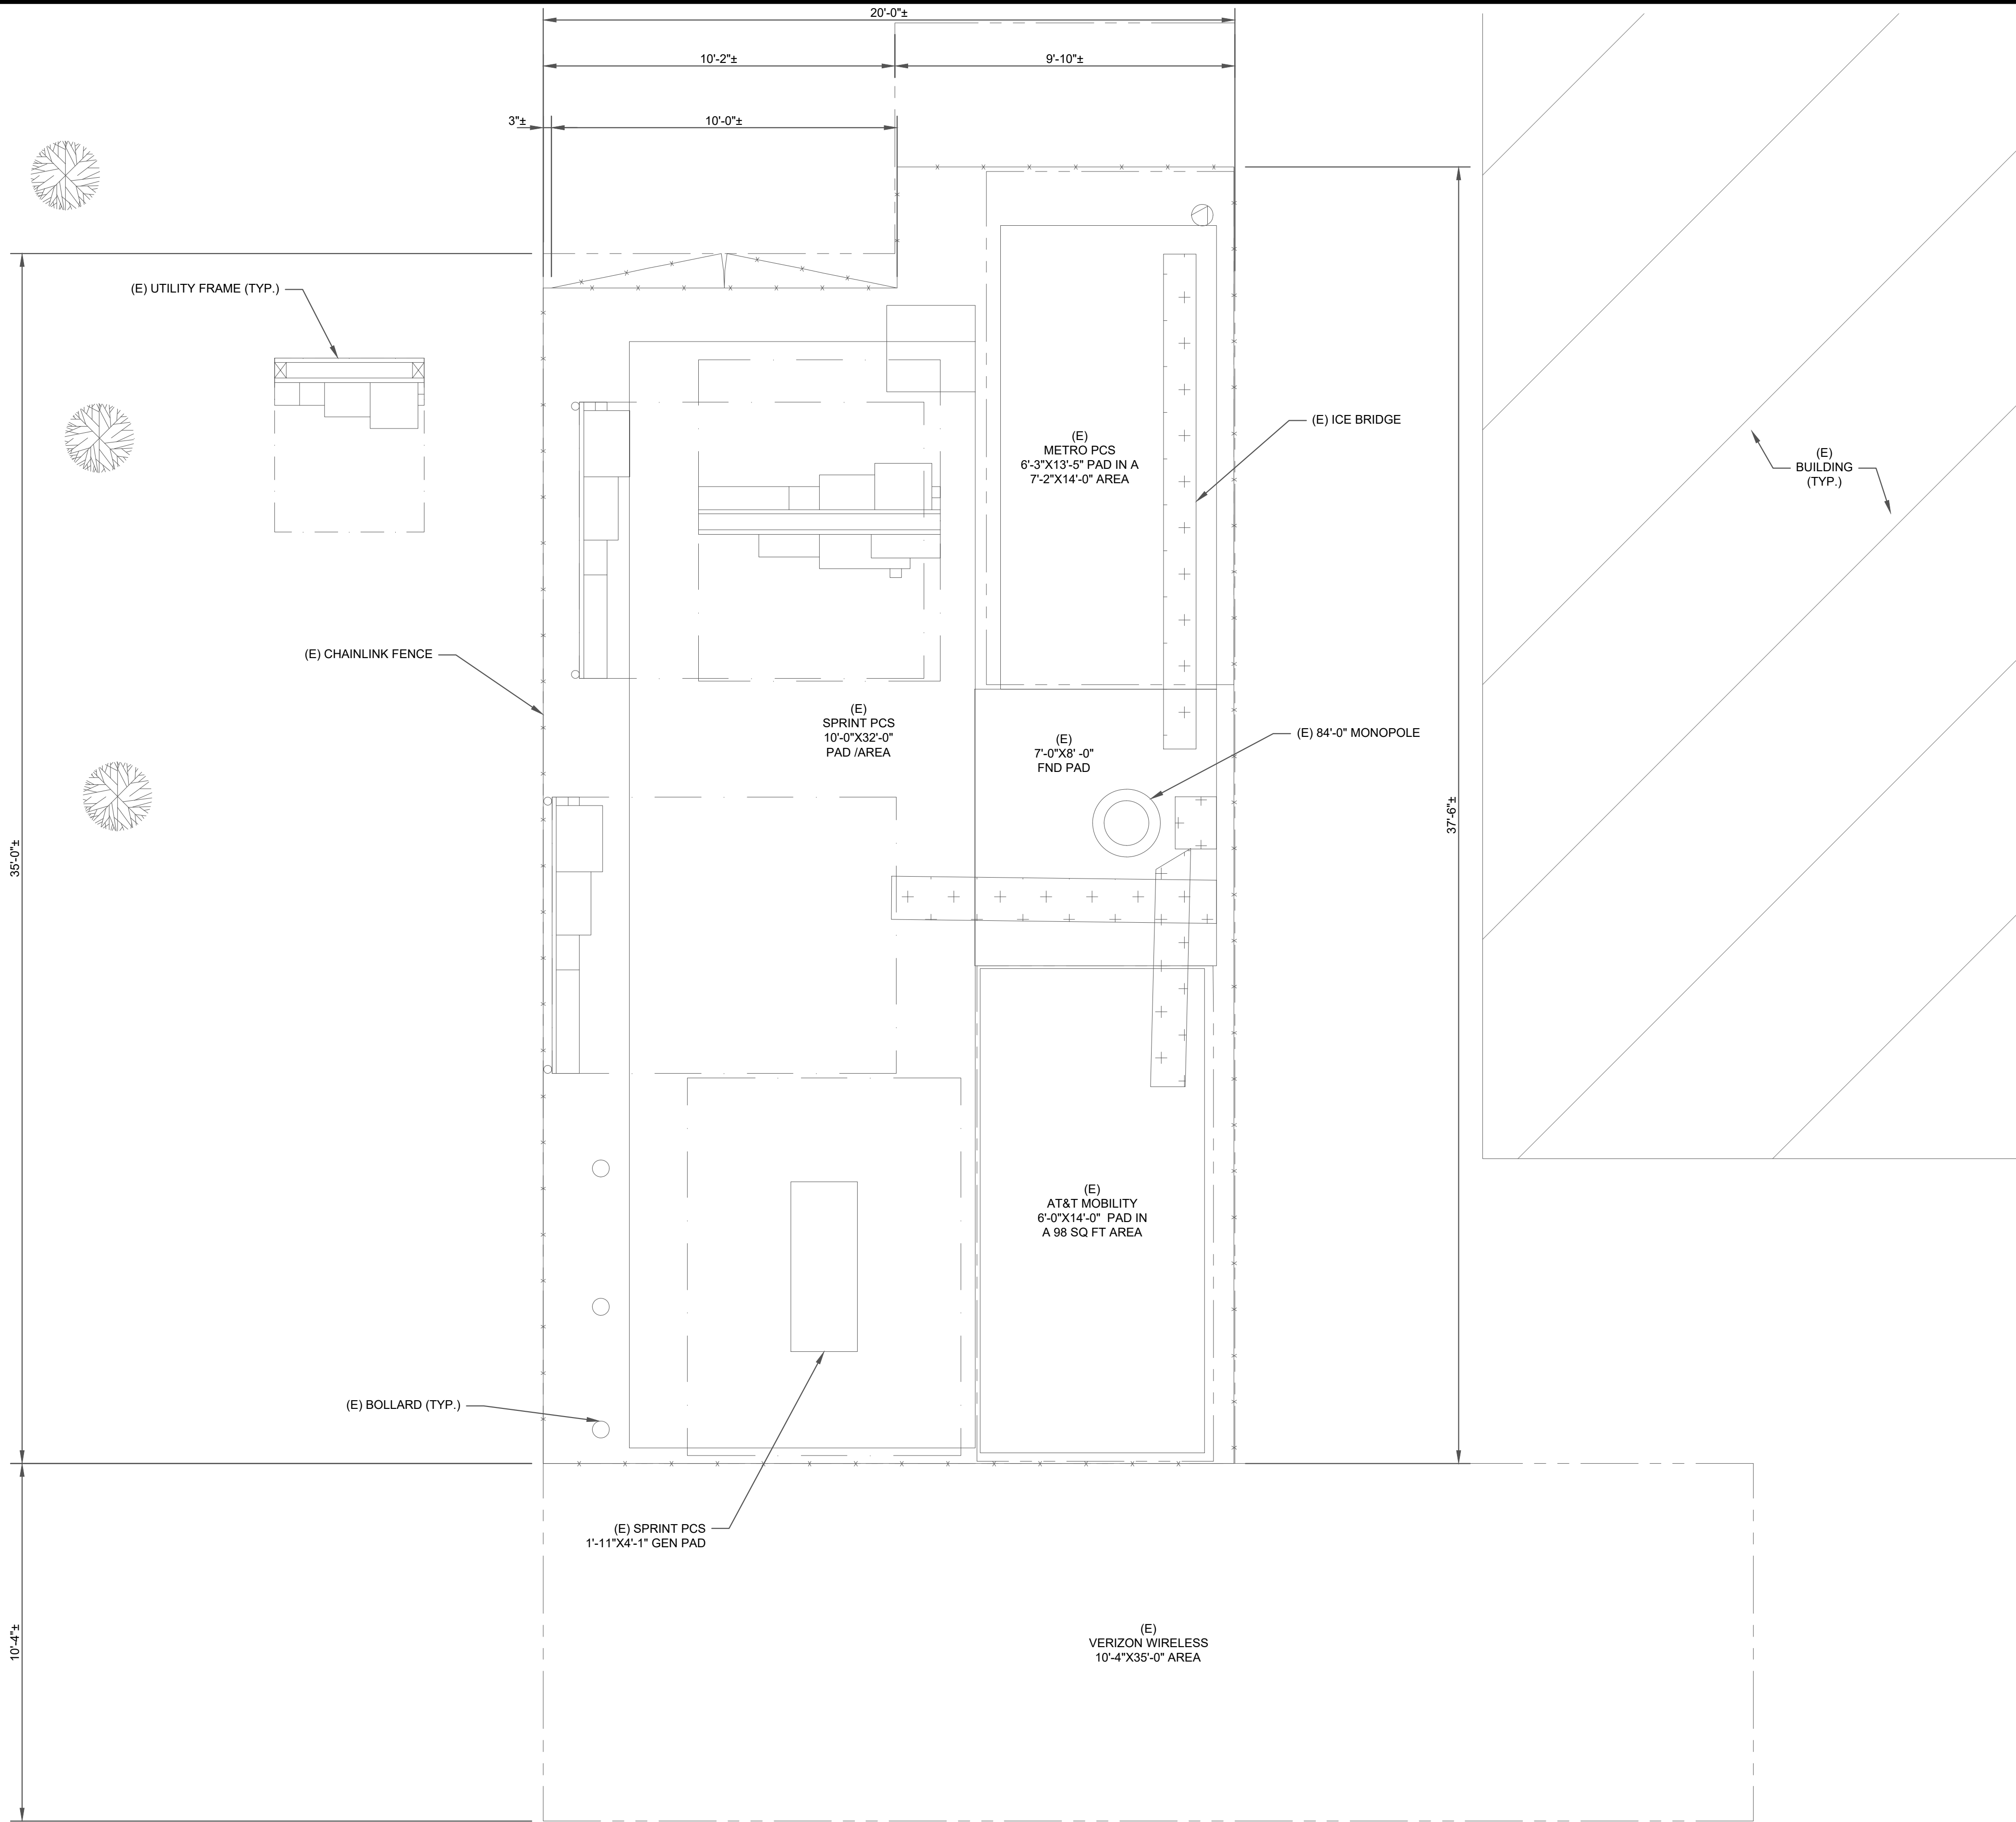 20'-0"±
10'-2"±
9'-10"±
3"±
10'-0"±
(E) UTILITY FRAME (TYP.)
(E) ICE BRIDGE
(E)
METRO PCS
6'-3"X13'-5" PAD IN A
7'-2"X14'-0" AREA
(E)
BUILDING
(TYP.)
(E) CHAINLINK FENCE
(E)
SPRINT PCS
10'-0"X32'-0"
PAD /AREA
(E)
7'-0"X8' -0"
FND PAD
(E) 84'-0" MONOPOLE
35'-0"±
37'-6"±
(E)
AT&T MOBILITY
6'-0"X14'-0" PAD IN
A 98 SQ FT AREA
(E) BOLLARD (TYP.)
(E) SPRINT PCS
1'-11"X4'-1" GEN PAD
10'-4"±
(E)
VERIZON WIRELESS
10'-4"X35'-0" AREA